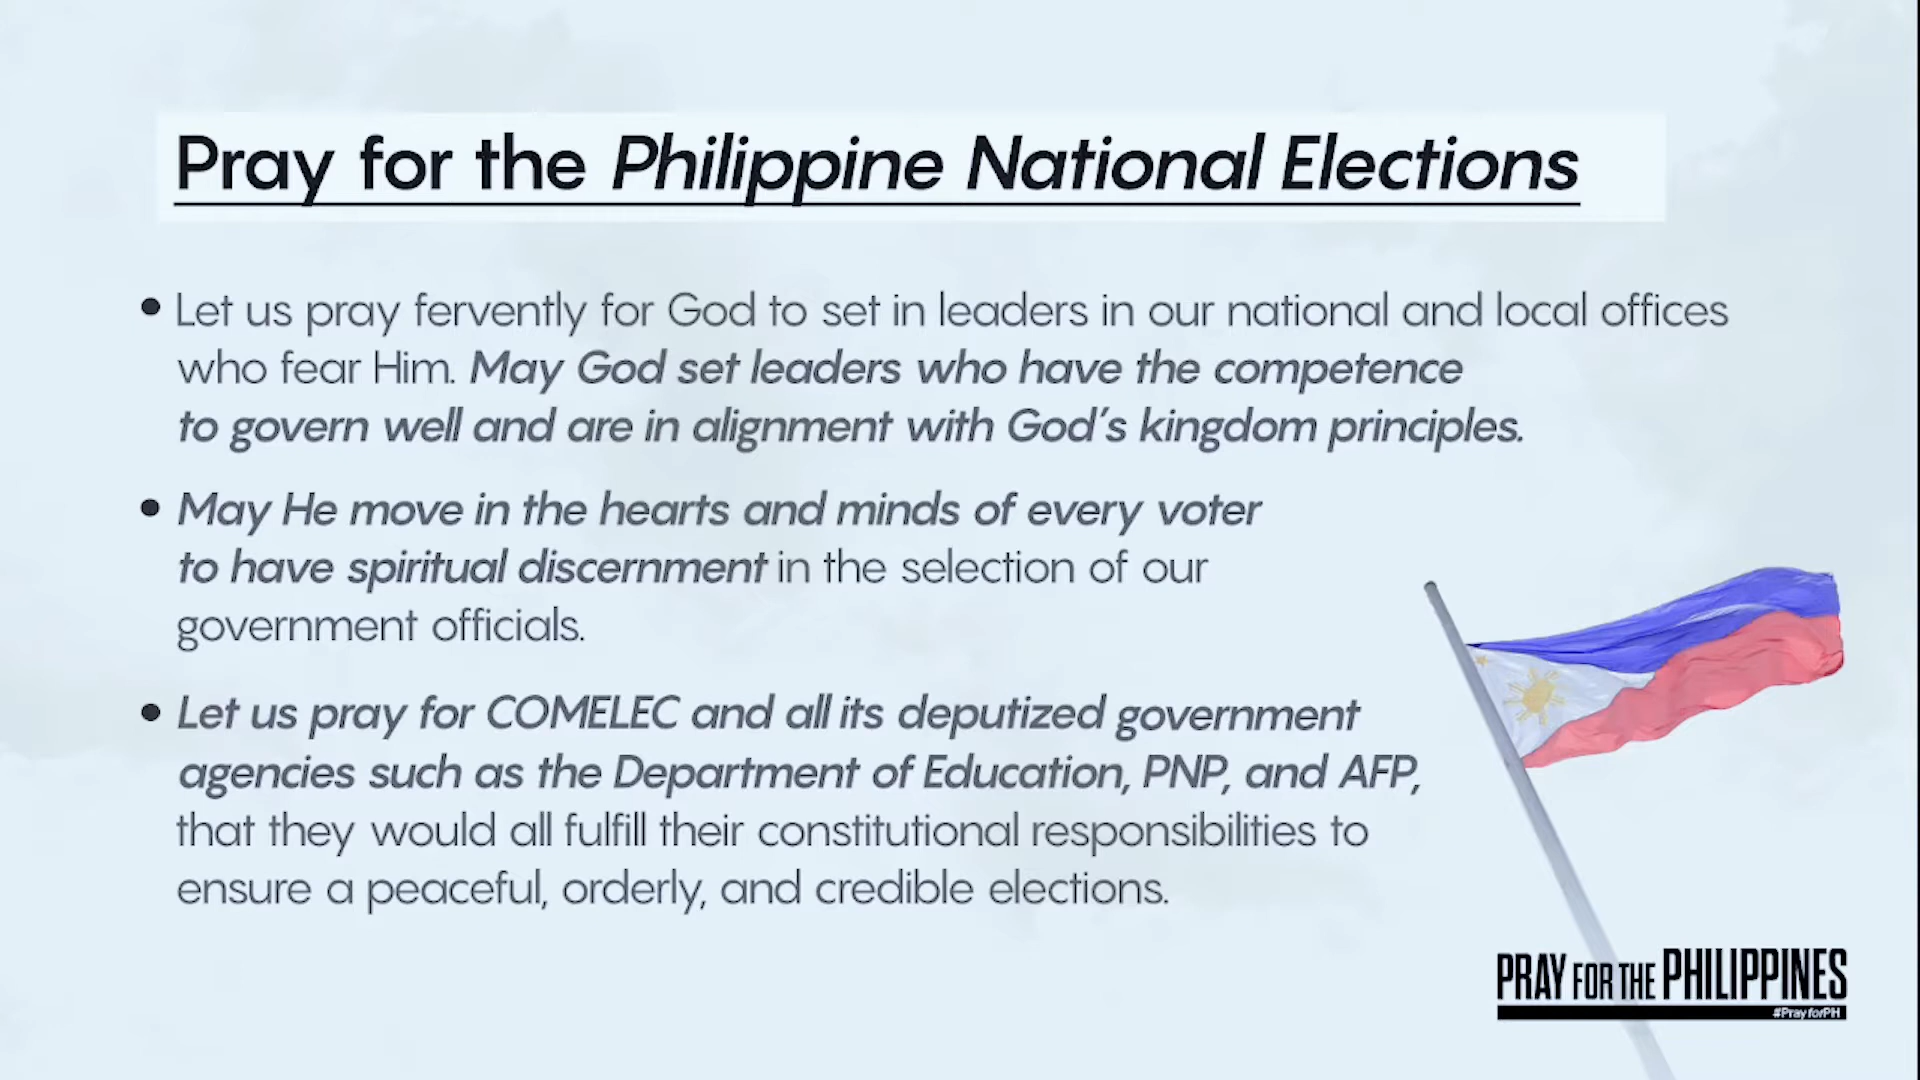 Pray for the Philippine National Elections
• Let us pray fervently for God to set in leaders in our national and local offices
who fear Him. May God set leaders who have the competence
to govern well and are in alignment with God's kingdom principles.
• May He move in the hearts and minds of every voter
to have spiritual discernment in the selection of our
government officials.
• Let us pray for COMELEC and all its deputized government
agencies such as the Department of Education, PNP, and AFP,
that they would all fulfill their constitutional responsibilities to
ensure a peaceful, orderly, and credible elections.
PRAY FOR THE PHILIPPINES
#PrayforPH